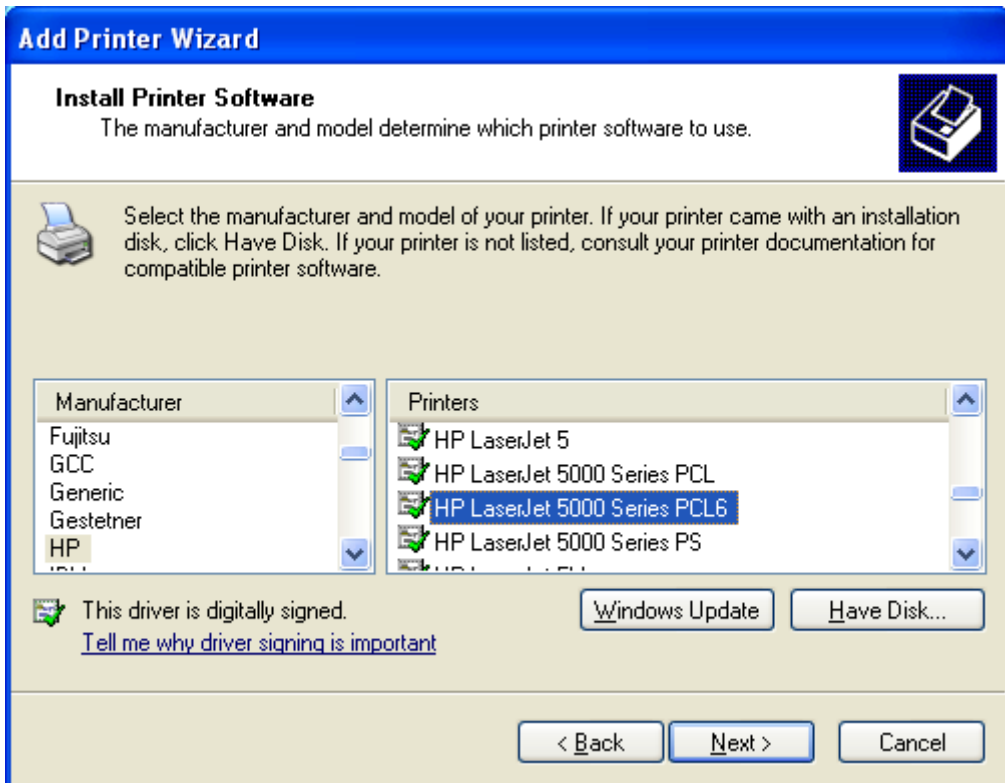 Add Printer Wizard
Install Printer Software
The manufacturer and model determine which printer software to use.
Select the manufacturer and model of your printer. If your printer came with an installation
disk, click Have Disk. If your printer is not listed, consult your printer documentation for
compatible printer software.
Manufacturer
Fujitsu
GCC
Generic
Gestetner
HP
Printers
HP LaserJet 5
HP LaserJet 5000 Series PCL
HP LaserJet 5000 Series PCL6
HP LaserJet 5000 Series PS
This driver is digitally signed.
Tell me why driver signing is important
Windows Update
Have Disk...
< Back
Next >
Cancel